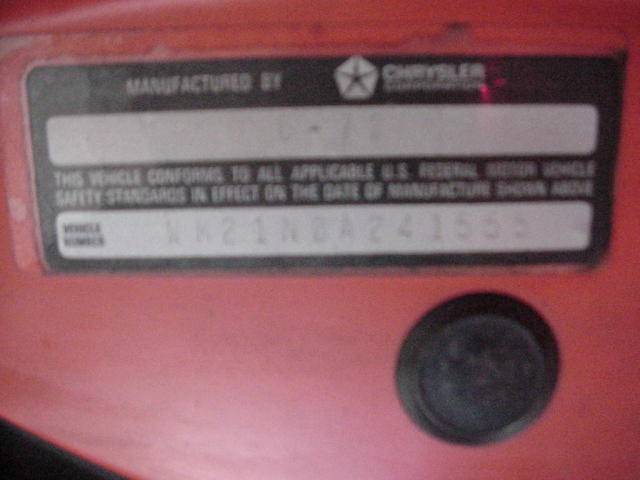 MANUFACTURED BY CHRYSLER CORPORATION
THIS VEHICLE CONFORMS TO ALL APPLICABLE U.S. FEDERAL MOTOR VEHICLE
SAFETY STANDARDS IN EFFECT ON THE DATE OF MANUFACTURE SHOWN ABOVE
VEHICLE NUMBER